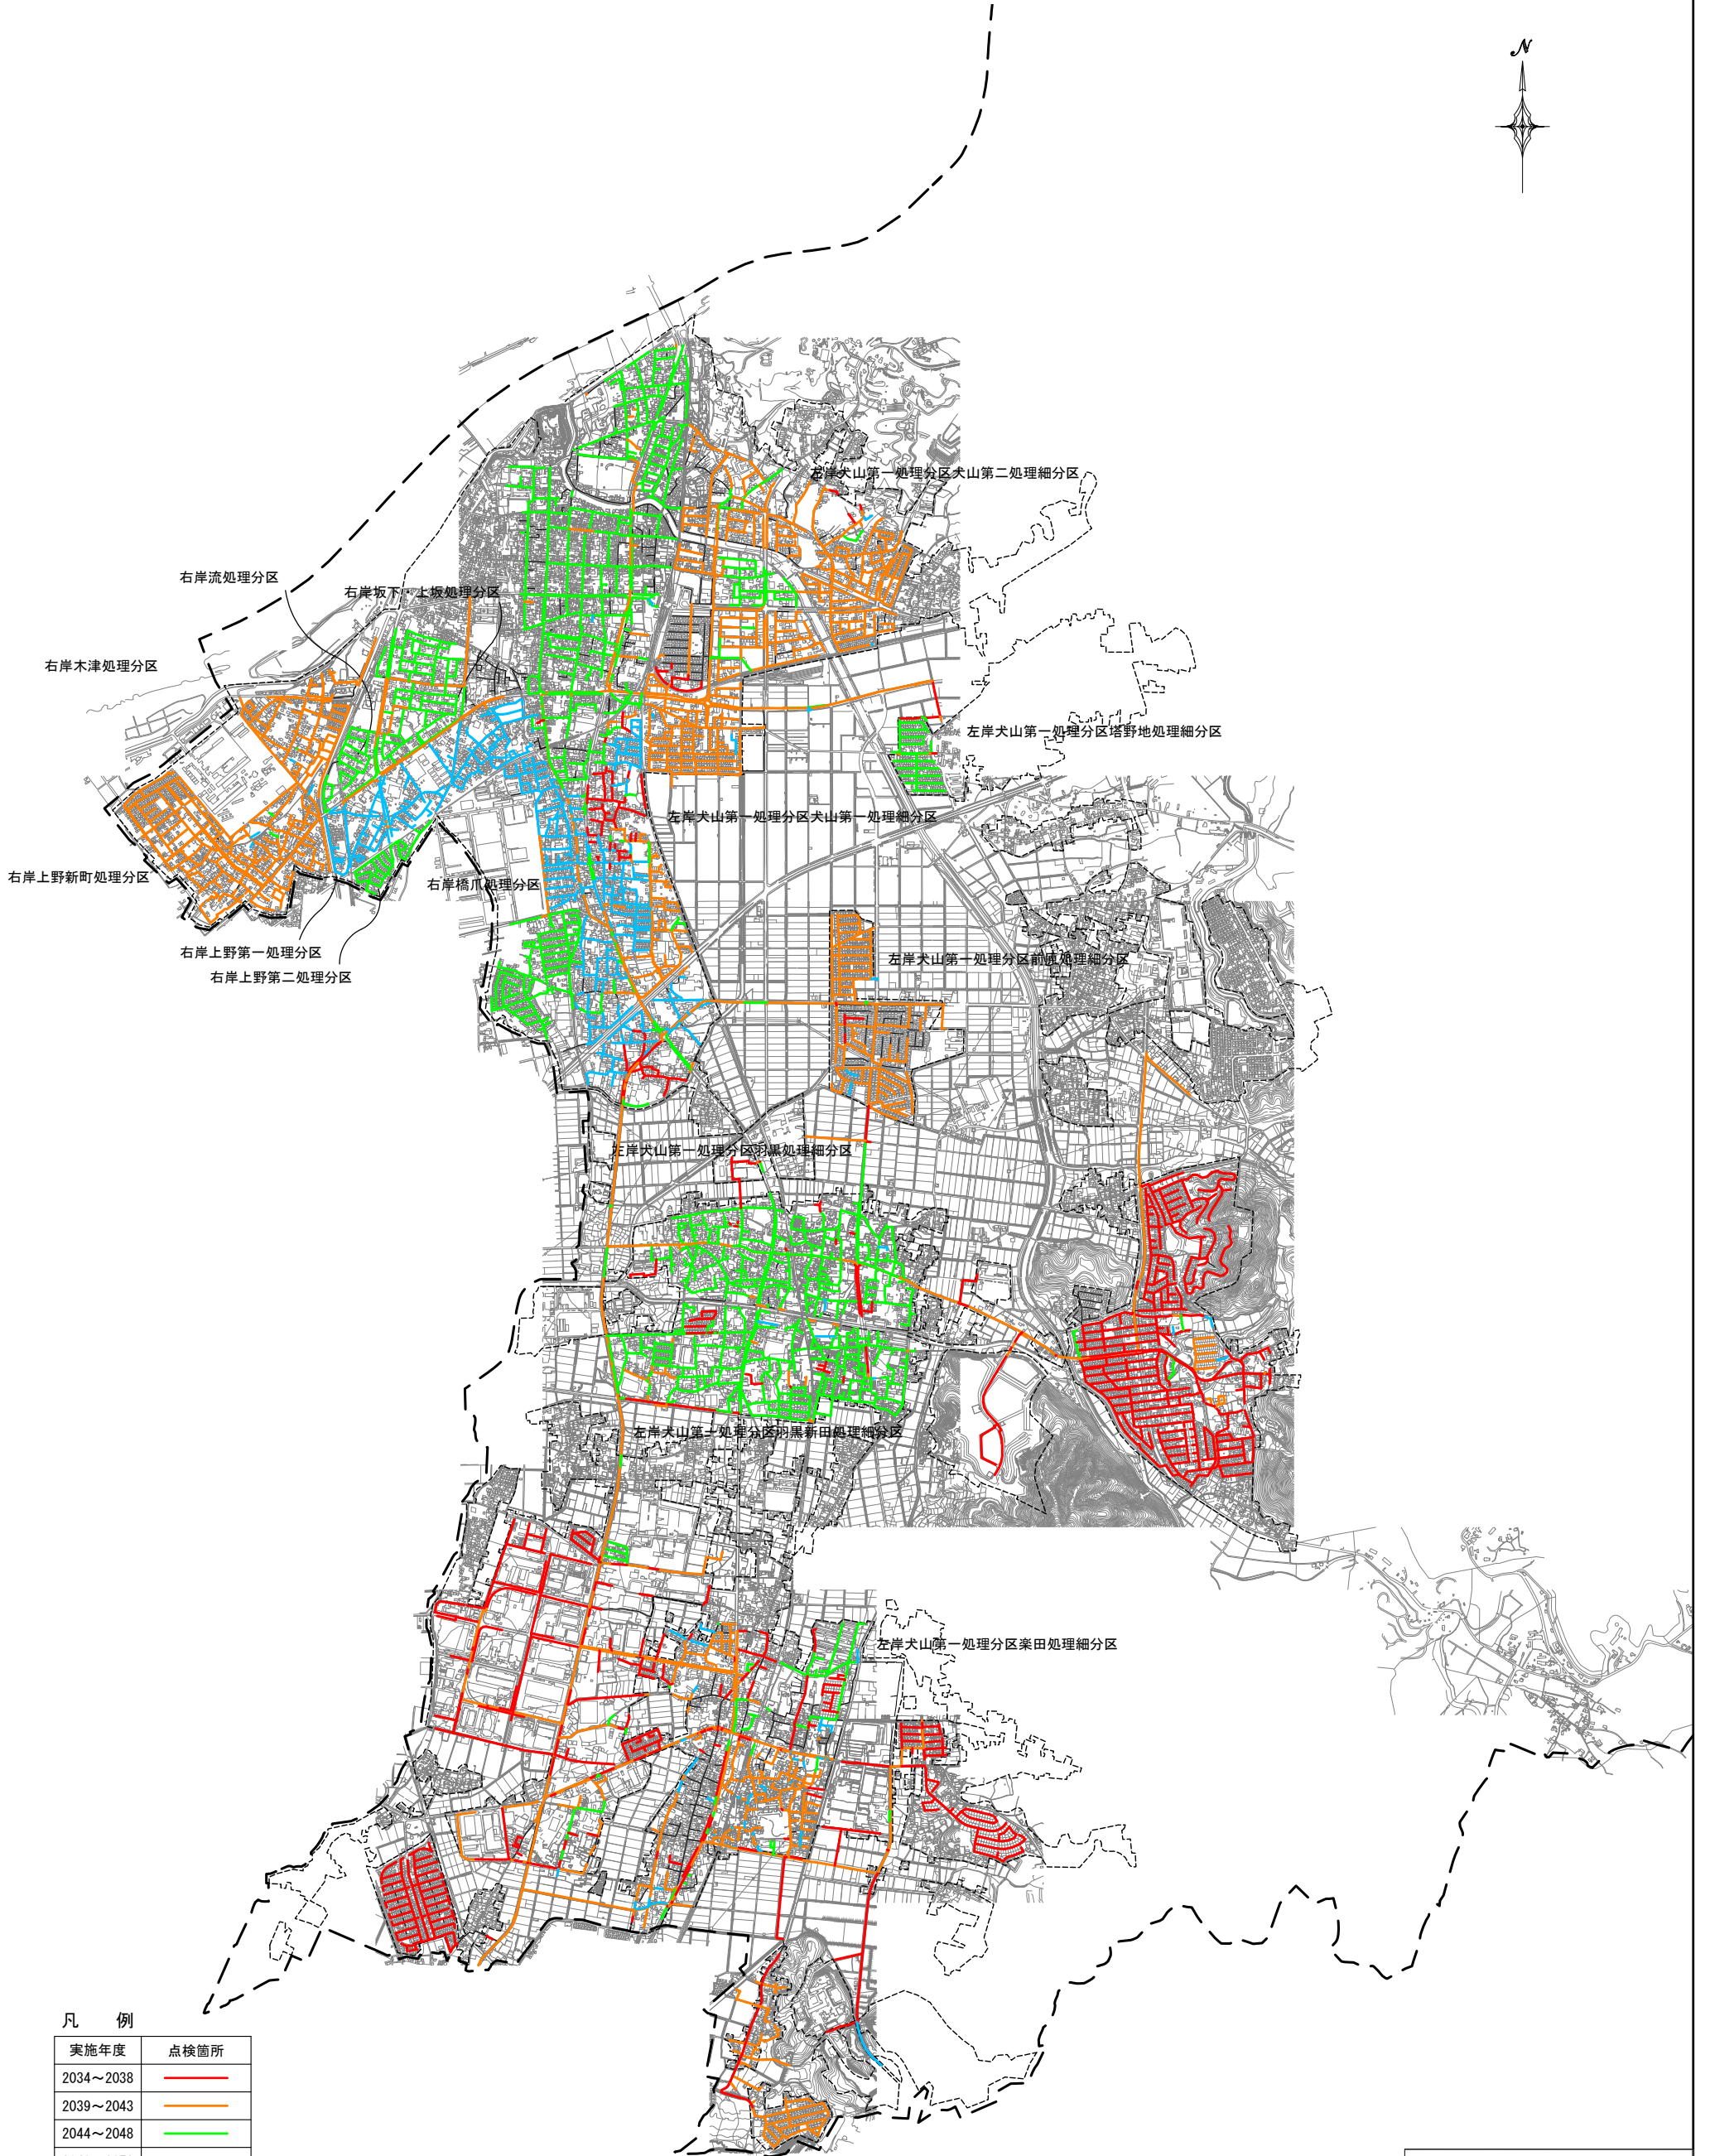 N
左岸犬山第一処理分区犬山第二処理細分区
右岸流処理分区
右岸坂下・上坂処理分区
右岸木津処理分区
左岸犬山第一処理分区塔野地処理細分区
左岸犬山第一処理分区犬山第一処理細分区
右岸上野新町処理分区
右岸橋爪処理分区
右岸上野第一処理分区
左岸犬山第一処理分区前原処理細分区
右岸上野第二処理分区
左岸犬山第一処理分区羽黒処理細分区
左岸犬山第一処理分区羽黒新田処理細分区
左岸犬山第一処理分区楽田処理細分区
凡 例
実施年度 点検箇所
2034～2038
2039～2043
2044～2048